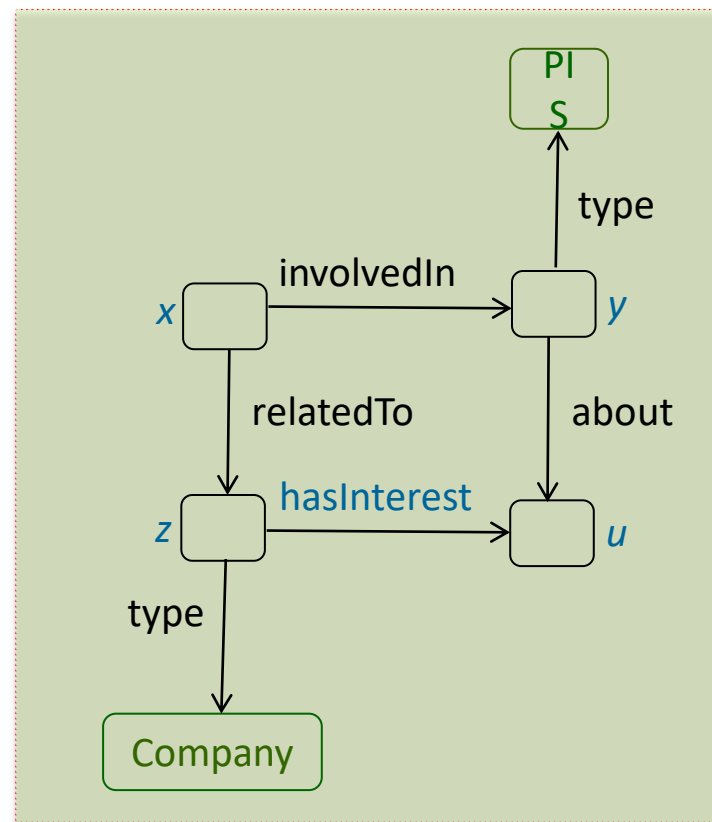 PI
S
type
involvedIn
x
y
relatedTo
about
hasInterest
z
u
type
Company